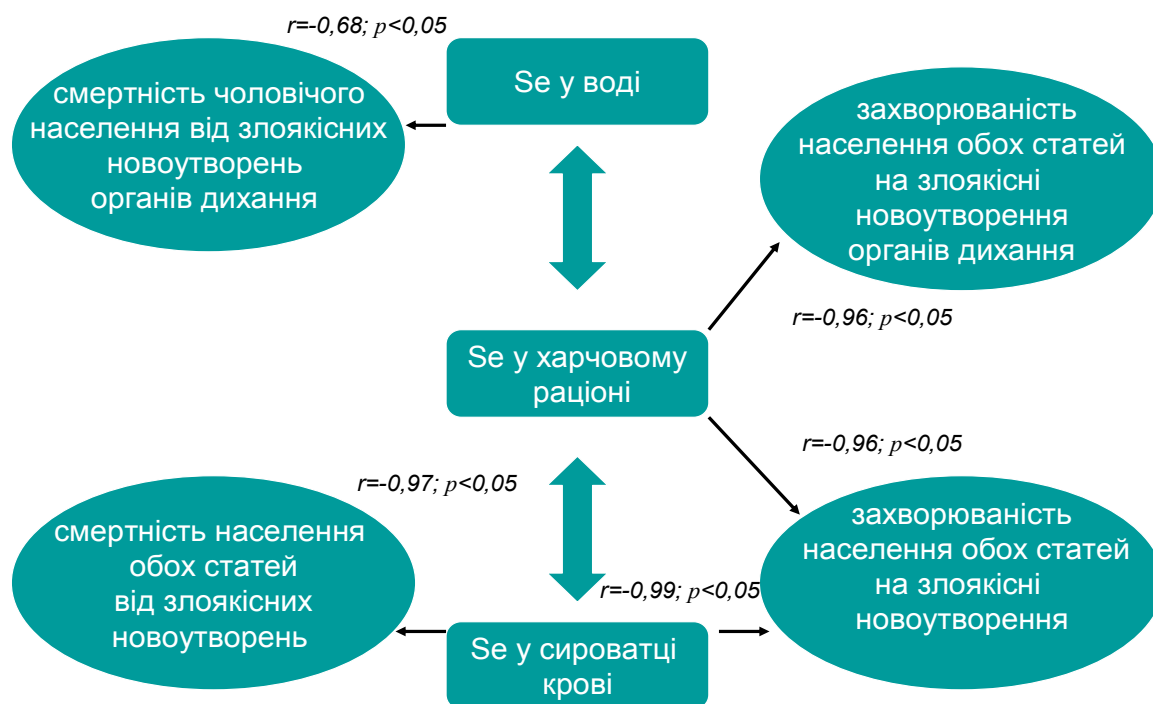 r=-0,68; p<0,05
смертність чоловічого
населення від злоякісних
новоутворень
органів дихання
Se у воді
захворюваність
населення обох статей
на злоякісні
новоутворення
органів дихання
r=-0,96; p<0,05
Se у харчовому
раціоні
r=-0,96; p<0,05
r=-0,97; p<0,05
смертність населення
обох статей
від злоякісних
новоутворень
захворюваність
населення обох статей
на злоякісні
новоутворення
r=-0,99; p<0,05
Se у сироватці
крові